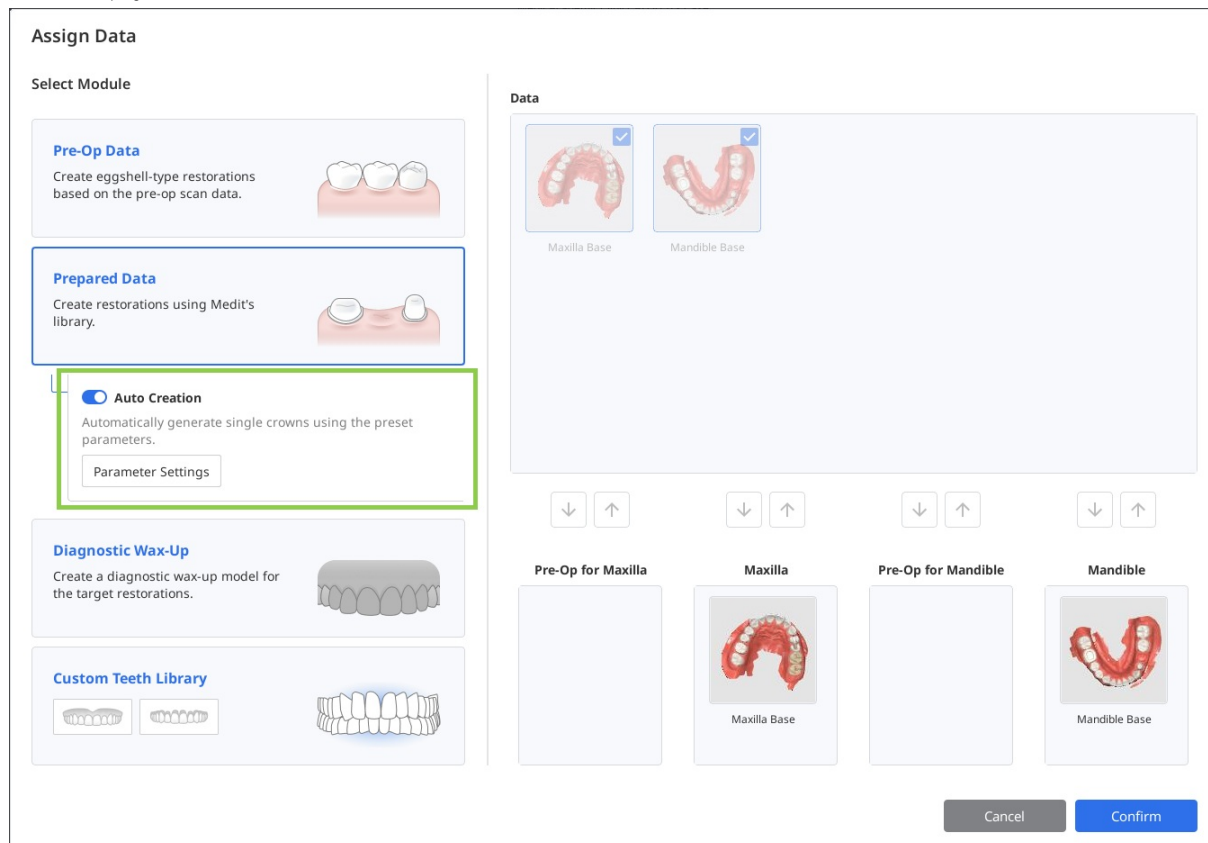 Assign Data
Select Module
Pre-Op Data
Create eggshell-type restorations
based on the pre-op scan data.
Prepared Data
Create restorations using Medit's
library.
Auto Creation
Automatically generate single crowns using the preset
parameters.
Parameter Settings
Diagnostic Wax-Up
Create a diagnostic wax-up model for
the target restorations.
Custom Teeth Library
Data
Maxilla Base
Mandible Base
Pre-Op for Maxilla
Maxilla
Pre-Op for Mandible
Mandible
Maxilla Base
Mandible Base
Cancel
Confirm